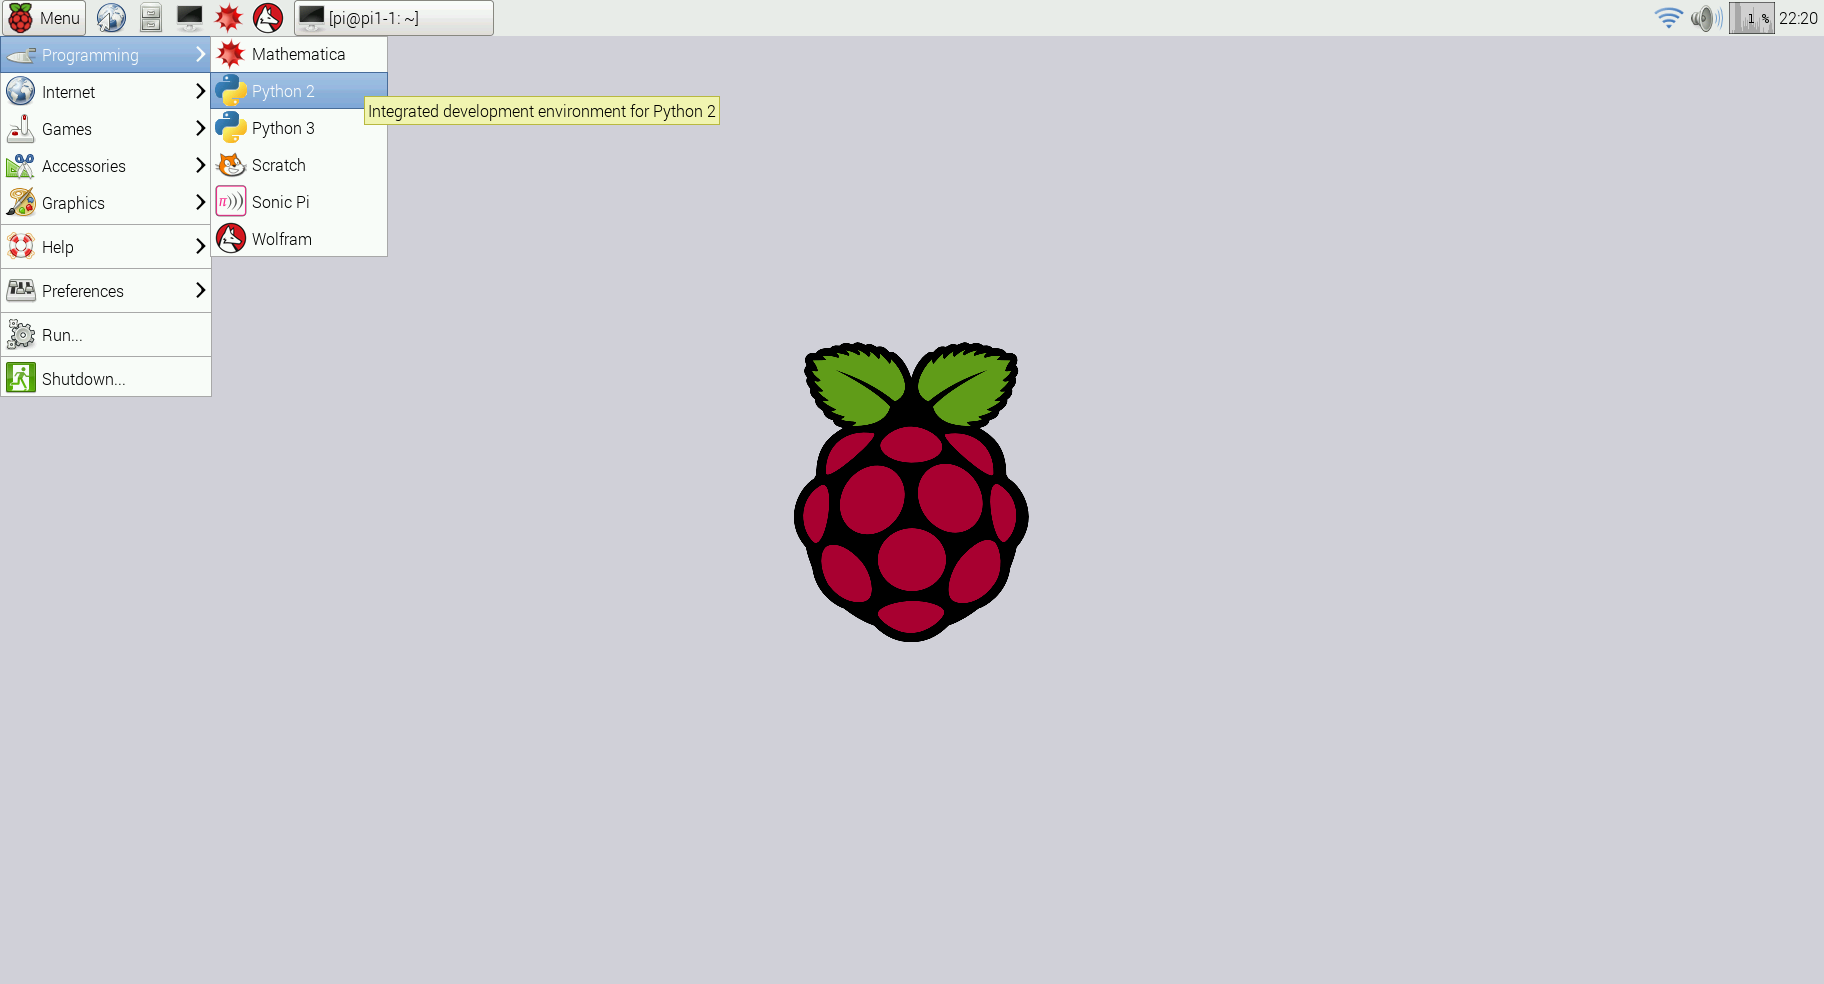 Menu
[pi@pi1-1: ~]
1 %
22:20
Programming
Internet
Games
Accessories
Graphics
Help
Preferences
Run...
Shutdown...
Mathematica
Python 2
Python 3
Scratch
π)))
Sonic Pi
Wolfram
Integrated development environment for Python 2